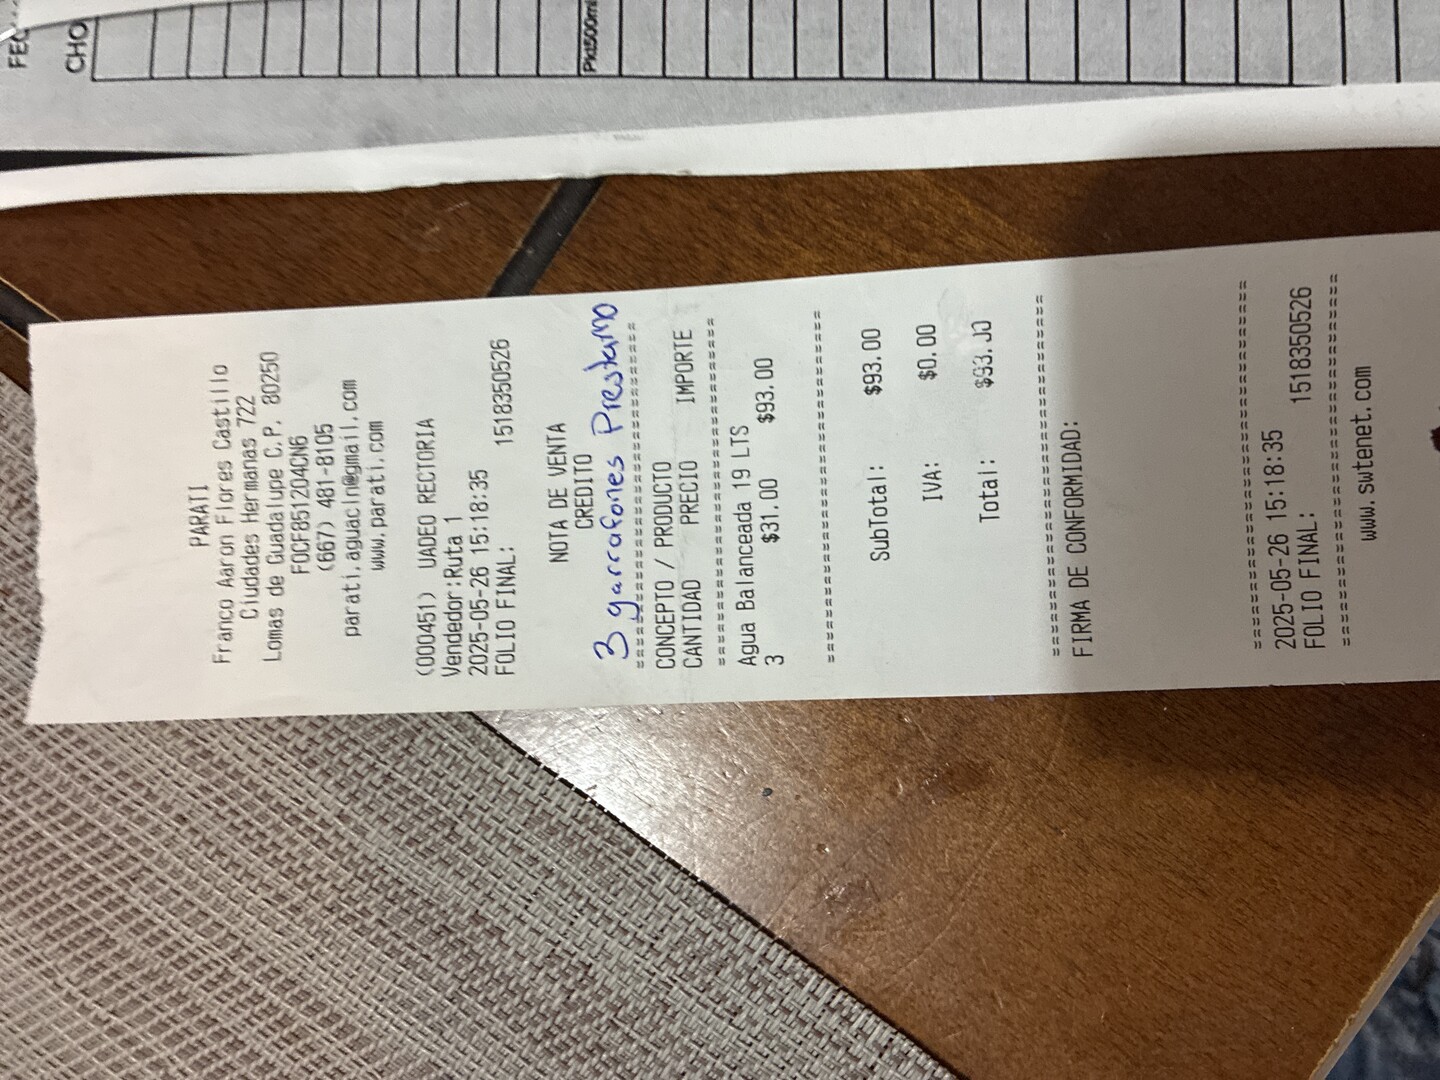 CHO
Pk1500ml
PARATI
Franco Aaron Flores Castillo
Ciudades Hermanas 722
Lomas de Guadalupe C.P. 80250
FOCF851204CN6
(667) 481-8105
parati.aguacln@gmail.com
www.parati.com
(000451) UADEO RECTORIA
Vendedor:Ruta 1
2025-05-26 15:18:35
FOLIO FINAL: 1518350526
NOTA DE VENTA
CREDITO
3 garrafones Prestamo
CONCEPTO / PRODUCTO
CANTIDAD PRECIO IMPORTE
Agua Balanceada 19 LTS
3 $31.00 $93.00
SubTotal: $93.00
IVA: $0.00
Total: $93.00
FIRMA DE CONFORMIDAD:
2025-05-26 15:18:35
FOLIO FINAL: 1518350526
www.swtenet.com